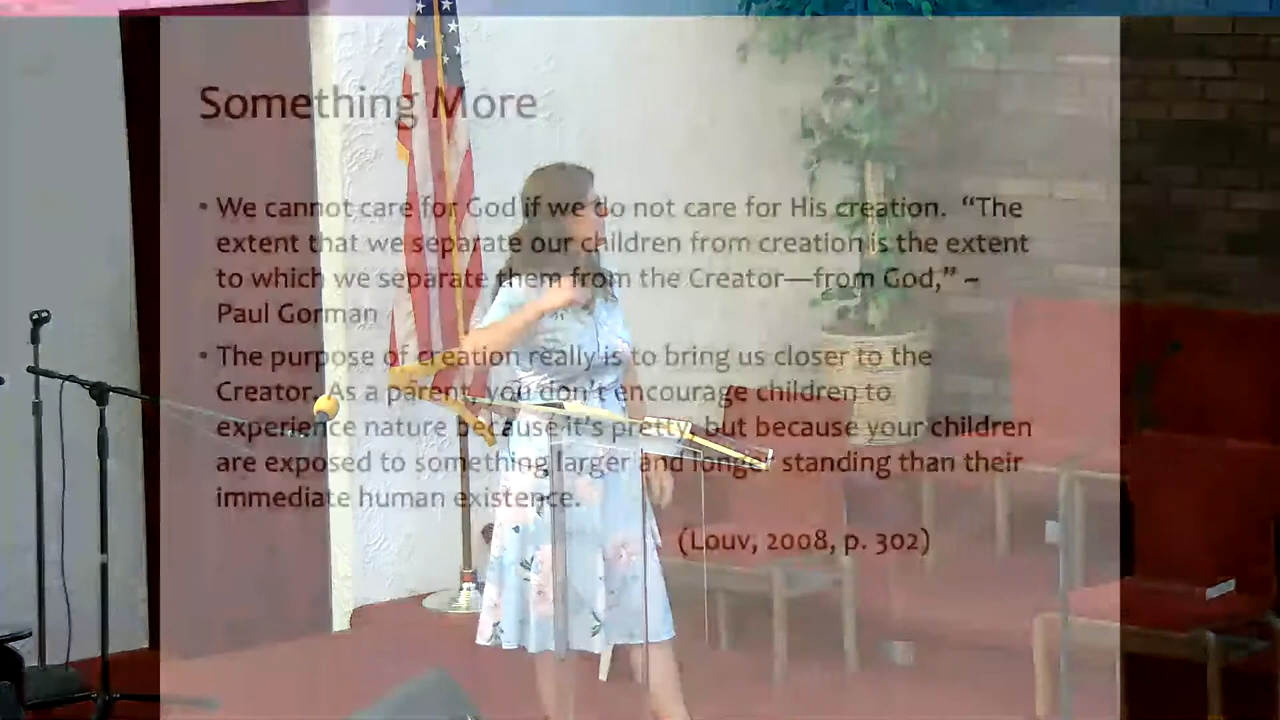 Something More
• We cannot care for God if we do not care for His creation. “The
extent that we separate our children from creation is the extent
to which we separate them from the Creator—from God,” ~
Paul Gorman
• The purpose of creation really is to bring us closer to the
Creator. As a parent, you don't encourage children to
experience nature because it's pretty, but because your children
are exposed to something larger and longer standing than their
immediate human existence.
(Louv, 2008, p. 302)